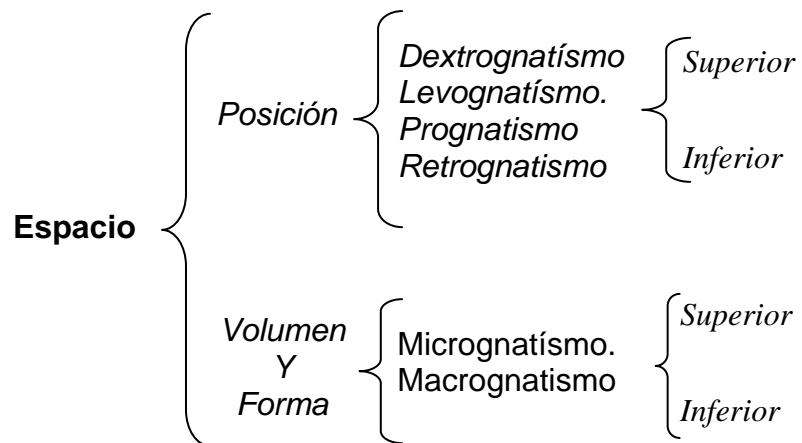 Espacio
Posición
Dextrognatísmo
Levognatísmo.
Prognatismo
Retrognatismo
Superior
Inferior
Volumen
Y
Forma
Micrognatísmo.
Macrognatismo
Superior
Inferior